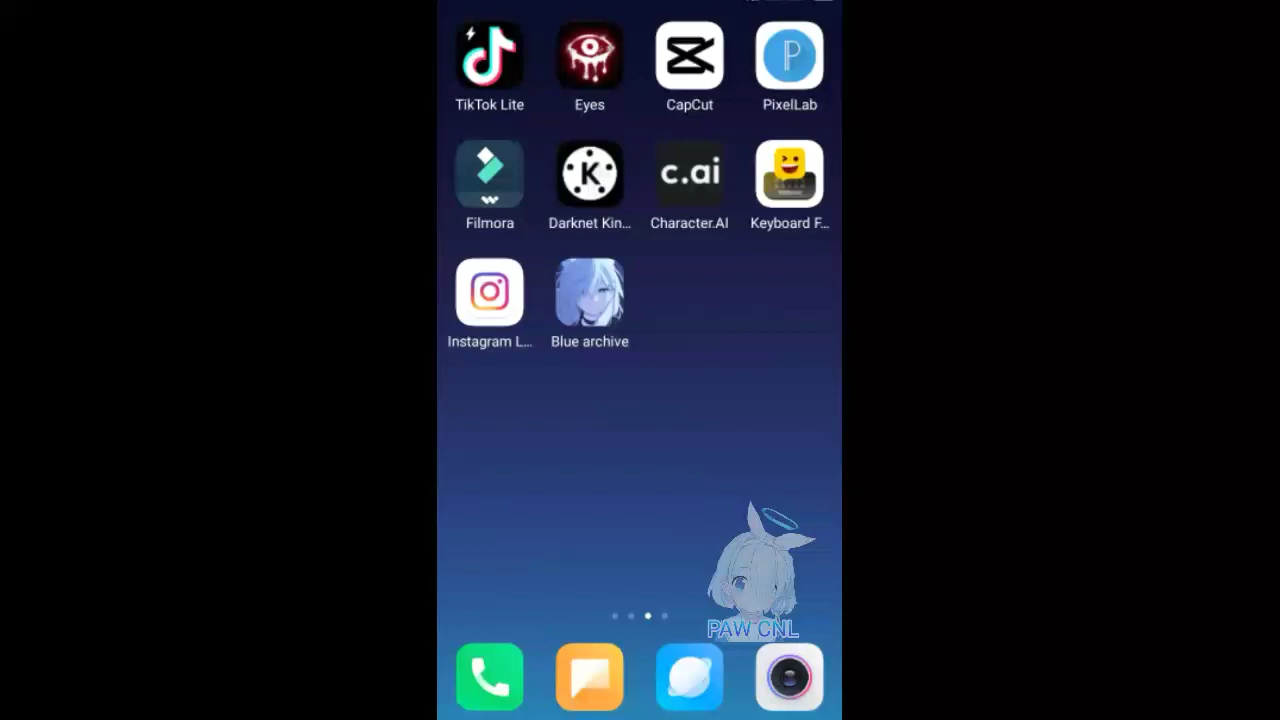 TikTok Lite
Eyes
CapCut
P
PixelLab
K
c.ai
Filmora
Darknet Kin...
Character.AI
Keyboard F...
Instagram L...
Blue archive
PAW CNL